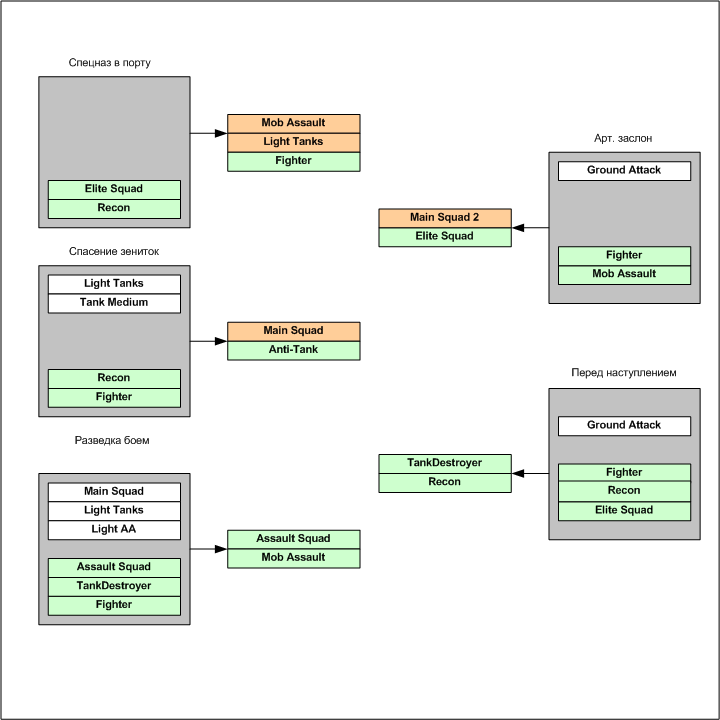 Спецназ в порту
Elite Squad
Recon
Mob Assault
Light Tanks
Fighter
Спасение зениток
Light Tanks
Tank Medium
Recon
Fighter
Main Squad
Anti-Tank
Разведка боем
Main Squad
Light Tanks
Light AA
Assault Squad
TankDestroyer
Fighter
Assault Squad
Mob Assault
Арт. заслон
Ground Attack
Fighter
Mob Assault
Main Squad 2
Elite Squad
Перед наступлением
Ground Attack
Fighter
Recon
Elite Squad
TankDestroyer
Recon